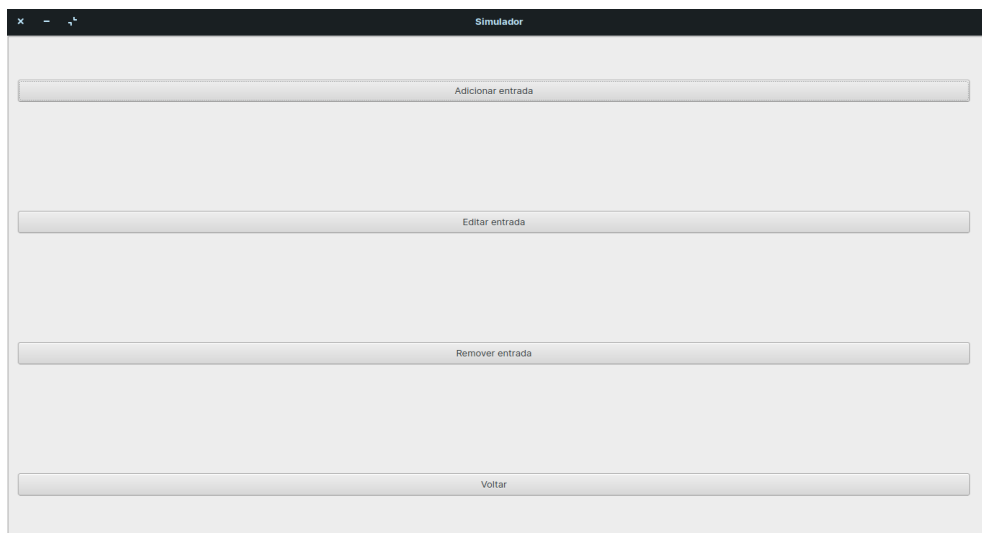 Simulador
Adicionar entrada
Editar entrada
Remover entrada
Voltar